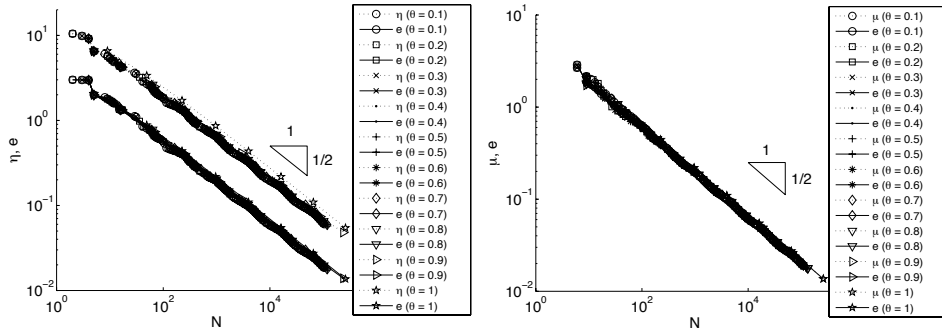 η, e
10^1
10^0
10^-1
10^-2
10^0
10^2
10^4
N
1
1/2
η (θ = 0.1)
e (θ = 0.1)
η (θ = 0.2)
e (θ = 0.2)
η (θ = 0.3)
e (θ = 0.3)
η (θ = 0.4)
e (θ = 0.4)
η (θ = 0.5)
e (θ = 0.5)
η (θ = 0.6)
e (θ = 0.6)
η (θ = 0.7)
e (θ = 0.7)
η (θ = 0.8)
e (θ = 0.8)
η (θ = 0.9)
e (θ = 0.9)
η (θ = 1)
e (θ = 1)
μ, e
10^1
10^0
10^-1
10^-2
10^0
10^2
10^4
N
1
1/2
μ (θ = 0.1)
e (θ = 0.1)
μ (θ = 0.2)
e (θ = 0.2)
μ (θ = 0.3)
e (θ = 0.3)
μ (θ = 0.4)
e (θ = 0.4)
μ (θ = 0.5)
e (θ = 0.5)
μ (θ = 0.6)
e (θ = 0.6)
μ (θ = 0.7)
e (θ = 0.7)
μ (θ = 0.8)
e (θ = 0.8)
μ (θ = 0.9)
e (θ = 0.9)
μ (θ = 1)
e (θ = 1)